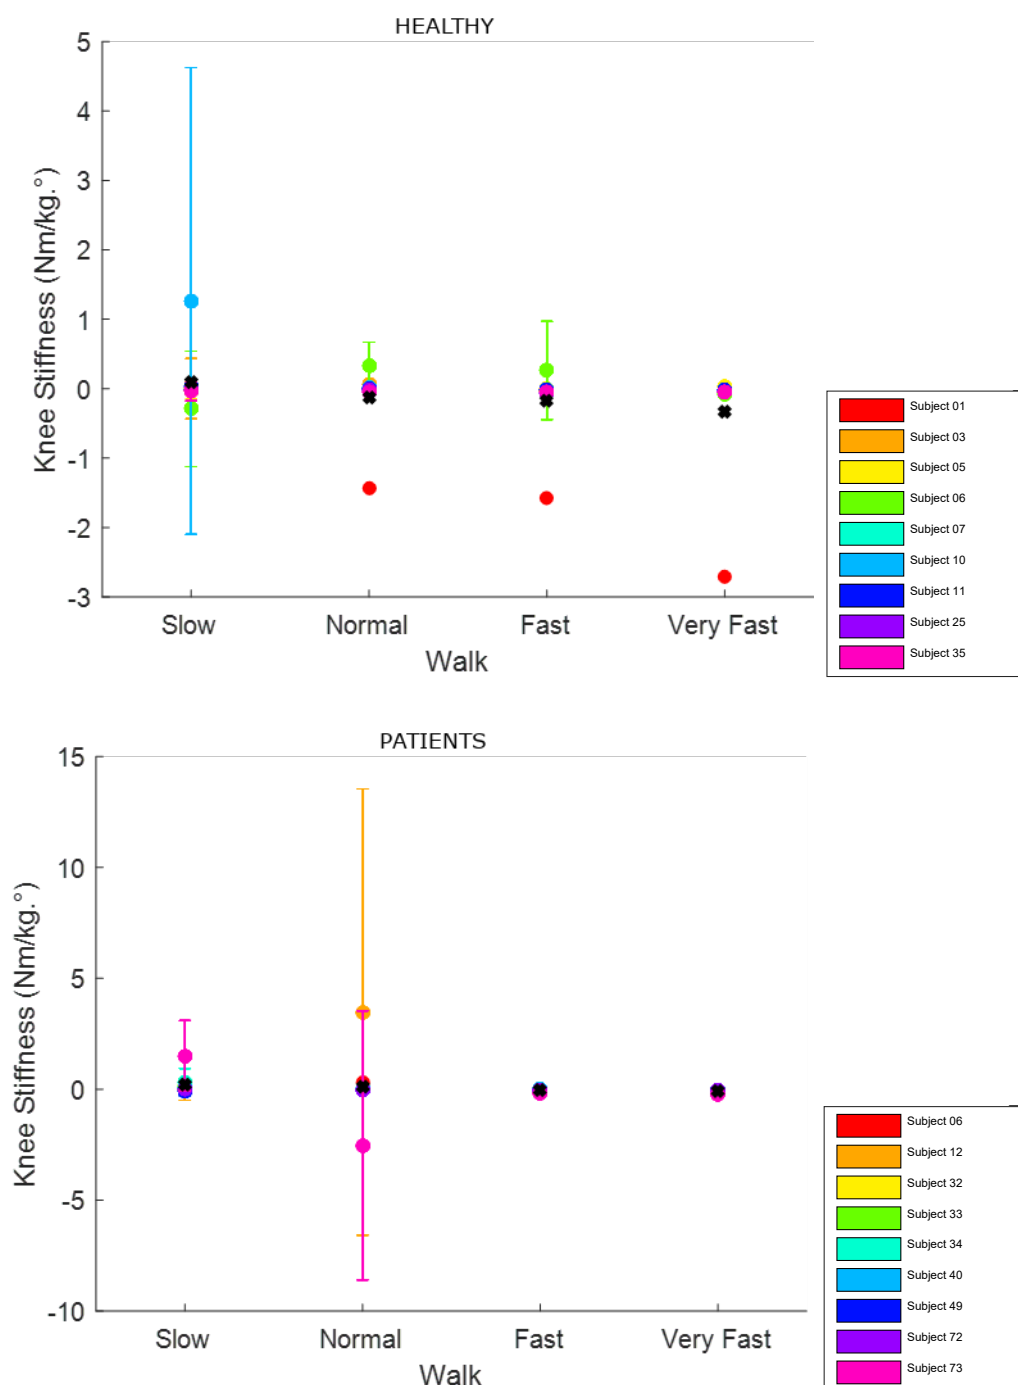 HEALTHY
5
4
3
2
1
0
-1
-2
-3
Knee Stiffness (Nm/kg.°)
Slow Normal Fast Very Fast
Walk
Subject 01
Subject 03
Subject 05
Subject 06
Subject 07
Subject 10
Subject 11
Subject 25
Subject 35
PATIENTS
15
10
5
0
-5
-10
Knee Stiffness (Nm/kg.°)
Slow Normal Fast Very Fast
Walk
Subject 06
Subject 12
Subject 32
Subject 33
Subject 34
Subject 40
Subject 49
Subject 72
Subject 73